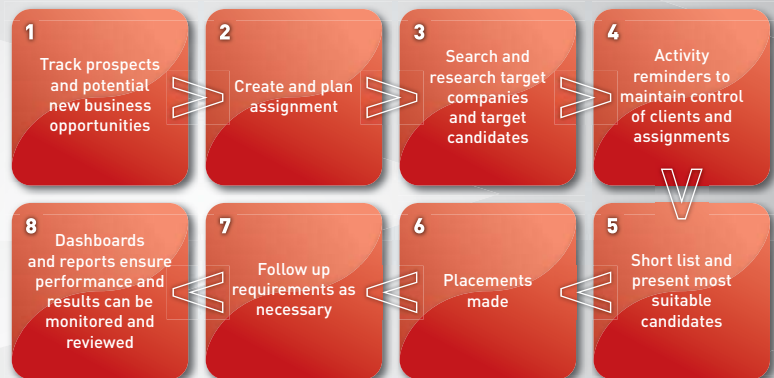 1
Track prospects
and potential
new business
opportunities
2
Create and plan
assignment
3
Search and
research target
companies
and target
candidates
4
Activity
reminders to
maintain control
of clients and
assignments
5
Short list and
present most
suitable
candidates
6
Placements
made
7
Follow up
requirements as
necessary
8
Dashboards
and reports ensure
performance and
results can be
monitored and
reviewed